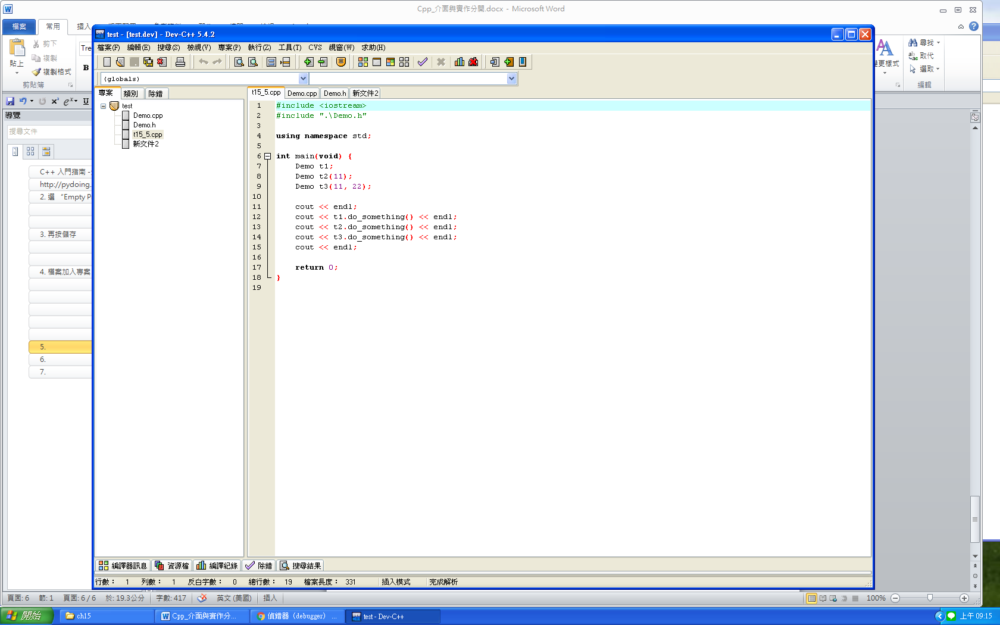 Cpp_介面與實作分開.docx - Microsoft Word
檔案
常用
插入
剪下
複製
貼上
複製格式
剪貼簿
Tre
B
尋找
取代
選取
變更樣式
編輯
導覽
搜尋文件
C++ 入門指南 -
http://pydoing.
2. 選 “Empty P
3. 再按儲存
4. 檔案加入專案
5.
6.
7.
test - [test.dev] - Dev-C++ 5.4.2
檔案(F) 編輯(E) 搜尋(S) 檢視(V) 專案(P) 執行(Z) 工具(T) CVS 視窗(W) 求助(H)
(globals)
專案 類別 除錯
test
Demo.cpp
Demo.h
t15_5.cpp
新文件2
t15_5.cpp Demo.cpp Demo.h 新文件2
1 #include <iostream>
2 #include ".\Demo.h"
3
4 using namespace std;
5
6 int main(void) {
7 Demo t1;
8 Demo t2(11);
9 Demo t3(11, 22);
10
11 cout << endl;
12 cout << t1.do_something() << endl;
13 cout << t2.do_something() << endl;
14 cout << t3.do_something() << endl;
15 cout << endl;
16
17 return 0;
18 }
19
編譯器訊息 資源檔 編譯紀錄 除錯 搜尋結果
行數： 1 列數： 1 反白字數： 0 總行數： 19 檔案長度： 331 插入模式 完成解析
頁面: 6 節: 1 頁面: 6 / 6 於: 19.3公分 字數: 417 英文 (美國) 插入 100%
開始 ch15 Cpp_介面與實作分... 偵錯器（debugger） ... test - Dev-C++ 上午 09:15